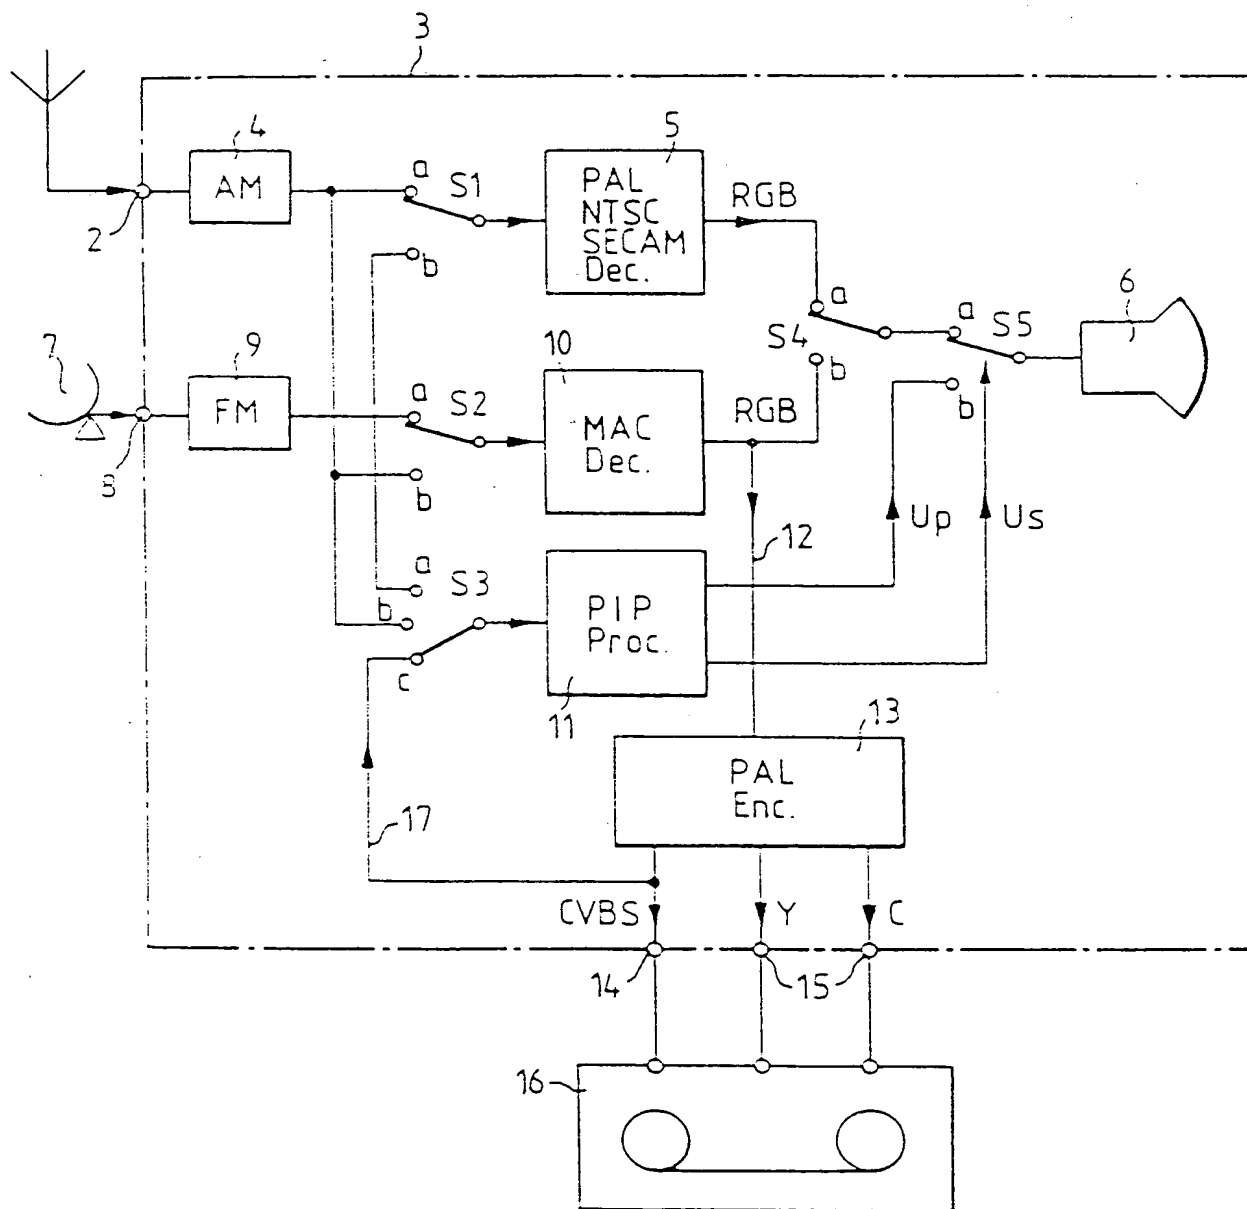 3
4
AM
2
a
S1
b
5
PAL
NTSC
SECAM
Dec.
RGB
a
S4
b
a
S5
b
6
7
8
9
FM
a
S2
b
10
MAC
Dec.
RGB
12
Up
Us
a
b
S3
c
PIP
Proc.
11
13
PAL
Enc.
17
CVBS
Y
C
14
15
16